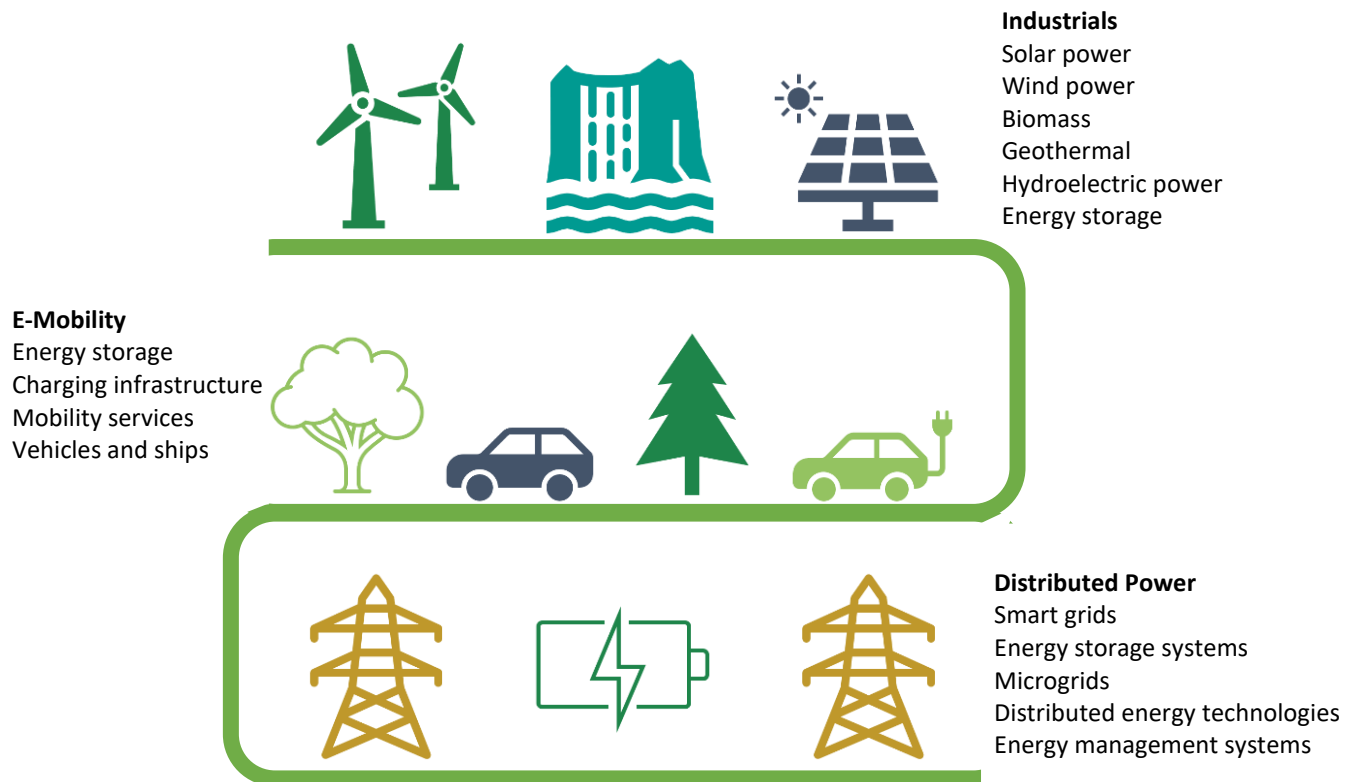 Industrials
Solar power
Wind power
Biomass
Geothermal
Hydroelectric power
Energy storage
E-Mobility
Energy storage
Charging infrastructure
Mobility services
Vehicles and ships
Distributed Power
Smart grids
Energy storage systems
Microgrids
Distributed energy technologies
Energy management systems